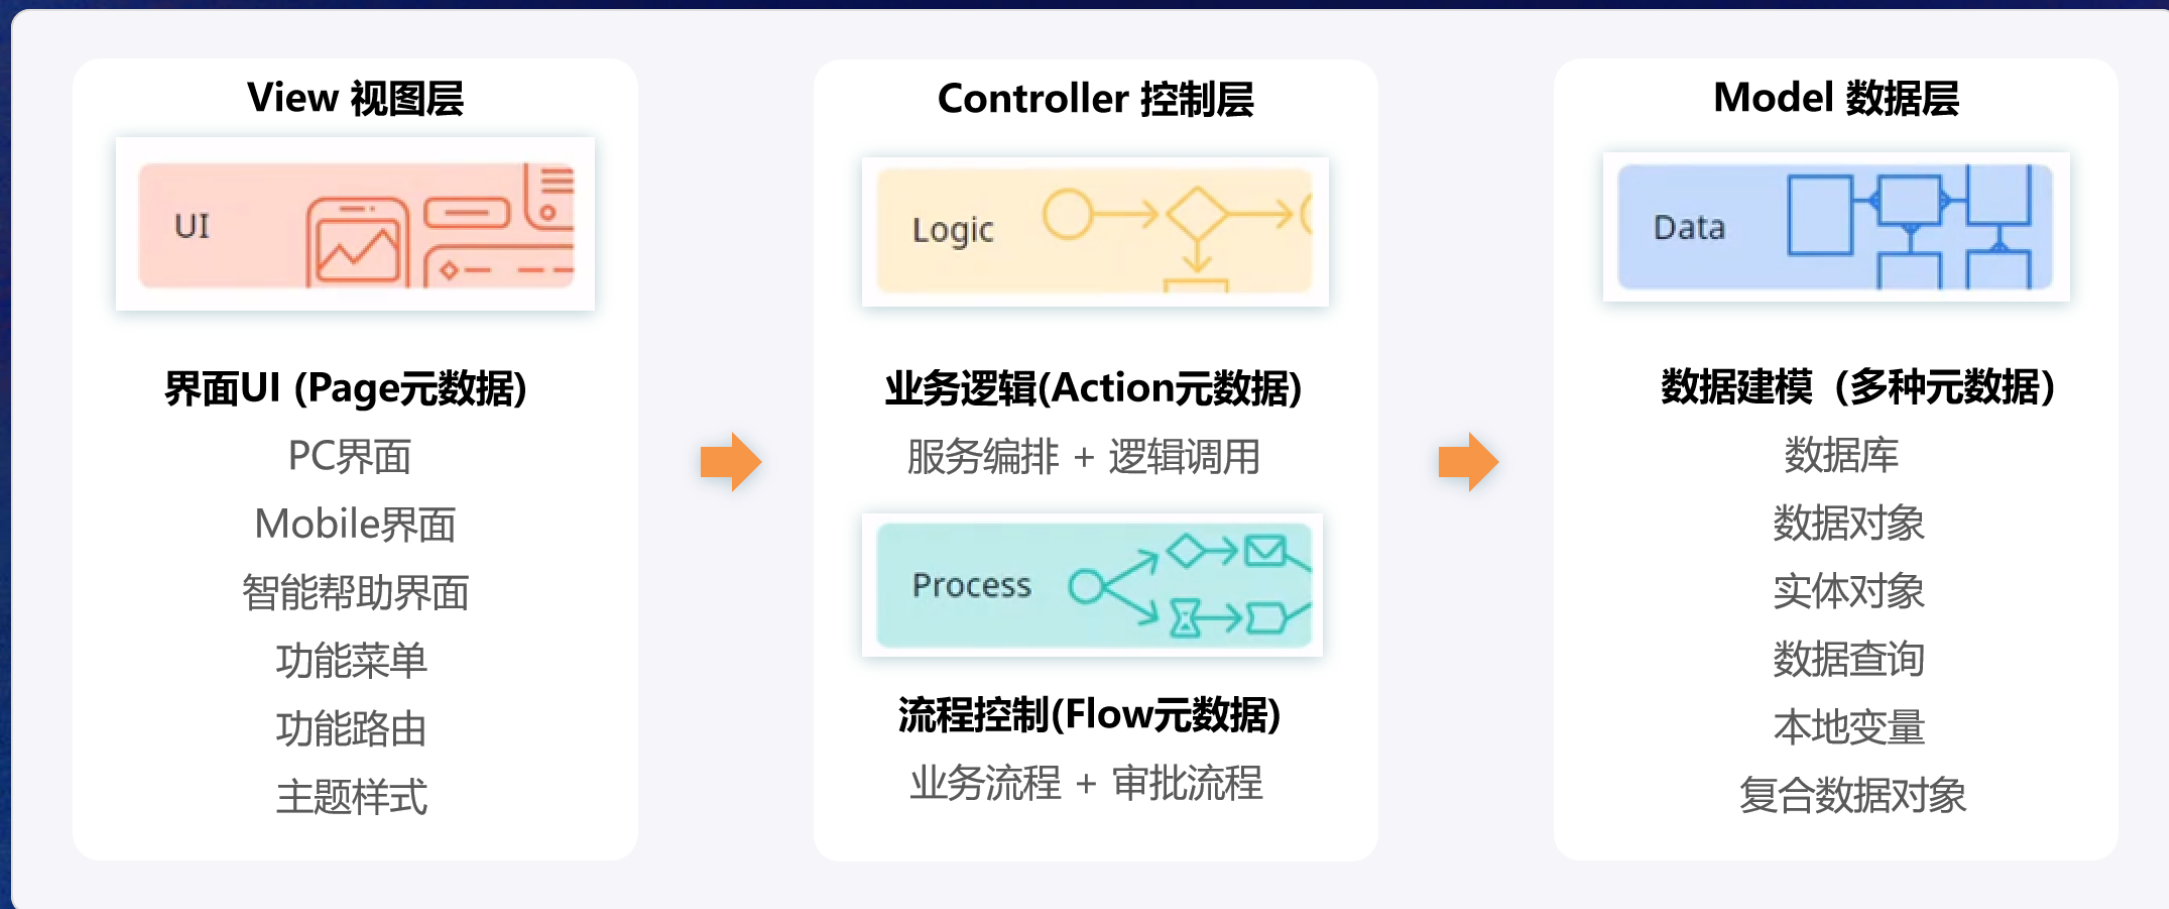 View 视图层
UI
界面UI (Page元数据)
PC界面
Mobile界面
智能帮助界面
功能菜单
功能路由
主题样式
Controller 控制层
Logic
业务逻辑(Action元数据)
服务编排 + 逻辑调用
Process
流程控制(Flow元数据)
业务流程 + 审批流程
Model 数据层
Data
数据建模（多种元数据）
数据库
数据对象
实体对象
数据查询
本地变量
复合数据对象